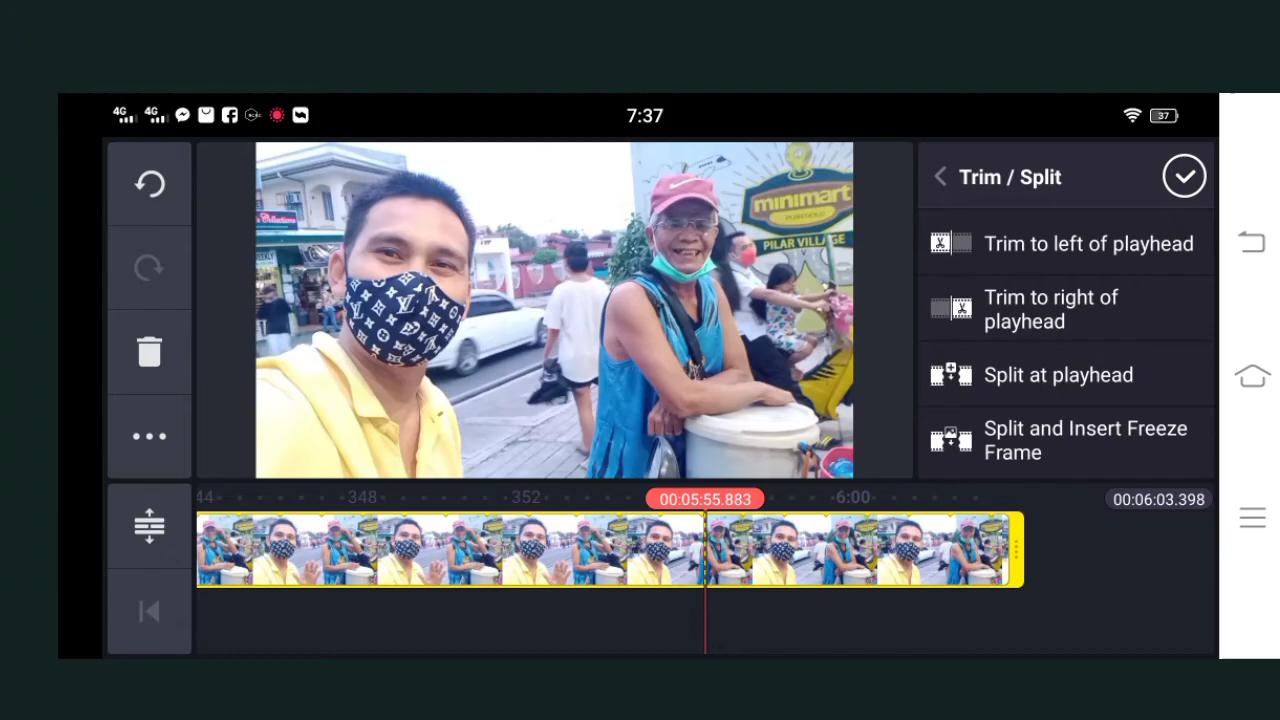 4G 4G 7:37 37
Collections
minimart
PUREGOLD
PILAR VILLAGE
Trim / Split
Trim to left of playhead
Trim to right of
playhead
Split at playhead
Split and Insert Freeze
Frame
44 348 352 00:05:55.883 6:00 00:06:03.398